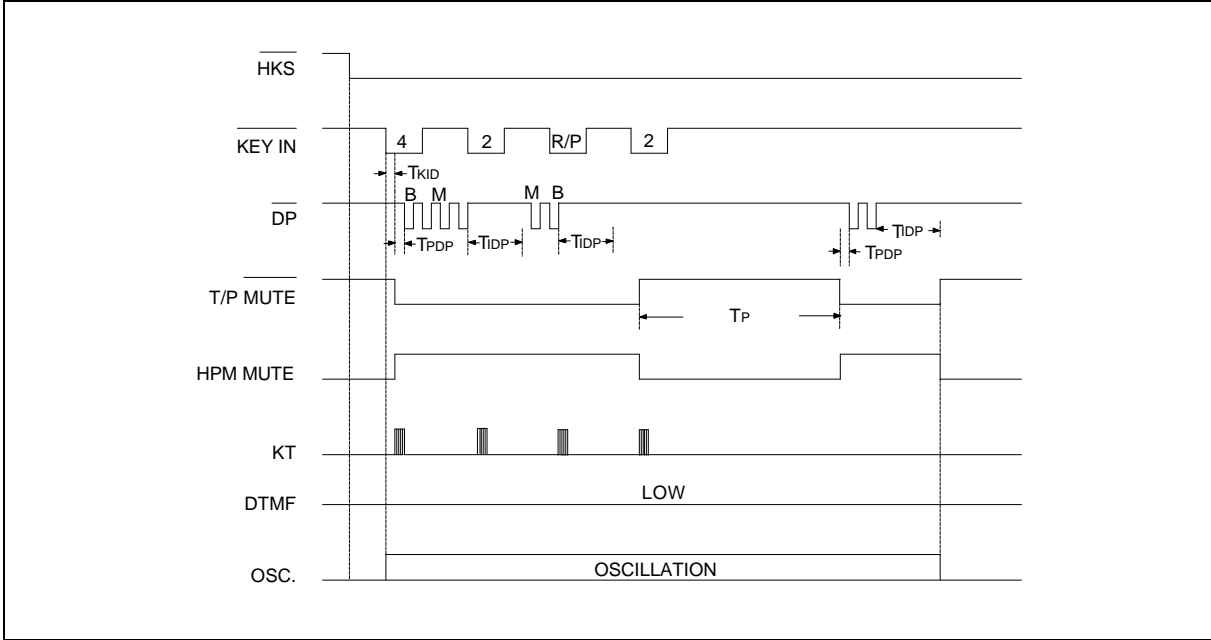 HKS
KEY IN
4 2 R/P 2
TKID
B M M B
DP
TPDP TIDP TIDP TIDP
TPDP
T/P MUTE
TP
HPM MUTE
KT
LOW
DTMF
OSCILLATION
OSC.